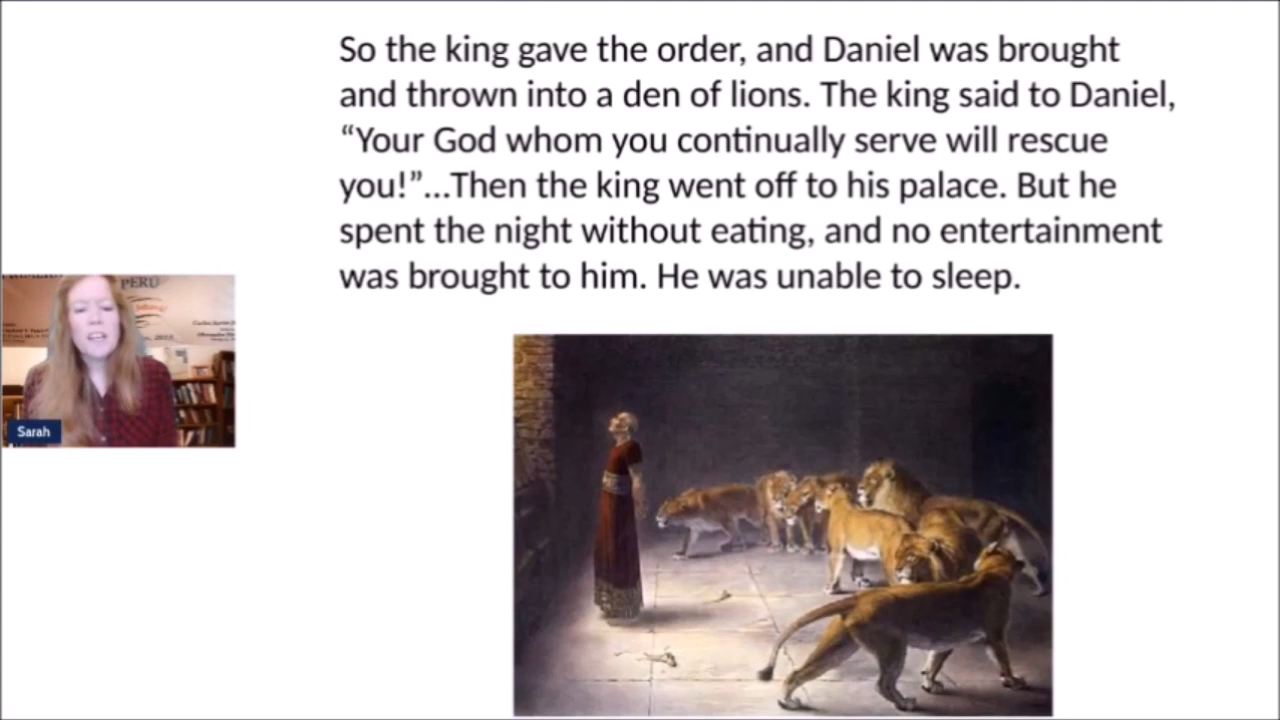 So the king gave the order, and Daniel was brought
and thrown into a den of lions. The king said to Daniel,
“Your God whom you continually serve will rescue
you!”...Then the king went off to his palace. But he
spent the night without eating, and no entertainment
was brought to him. He was unable to sleep.
PERÚ
Sarah